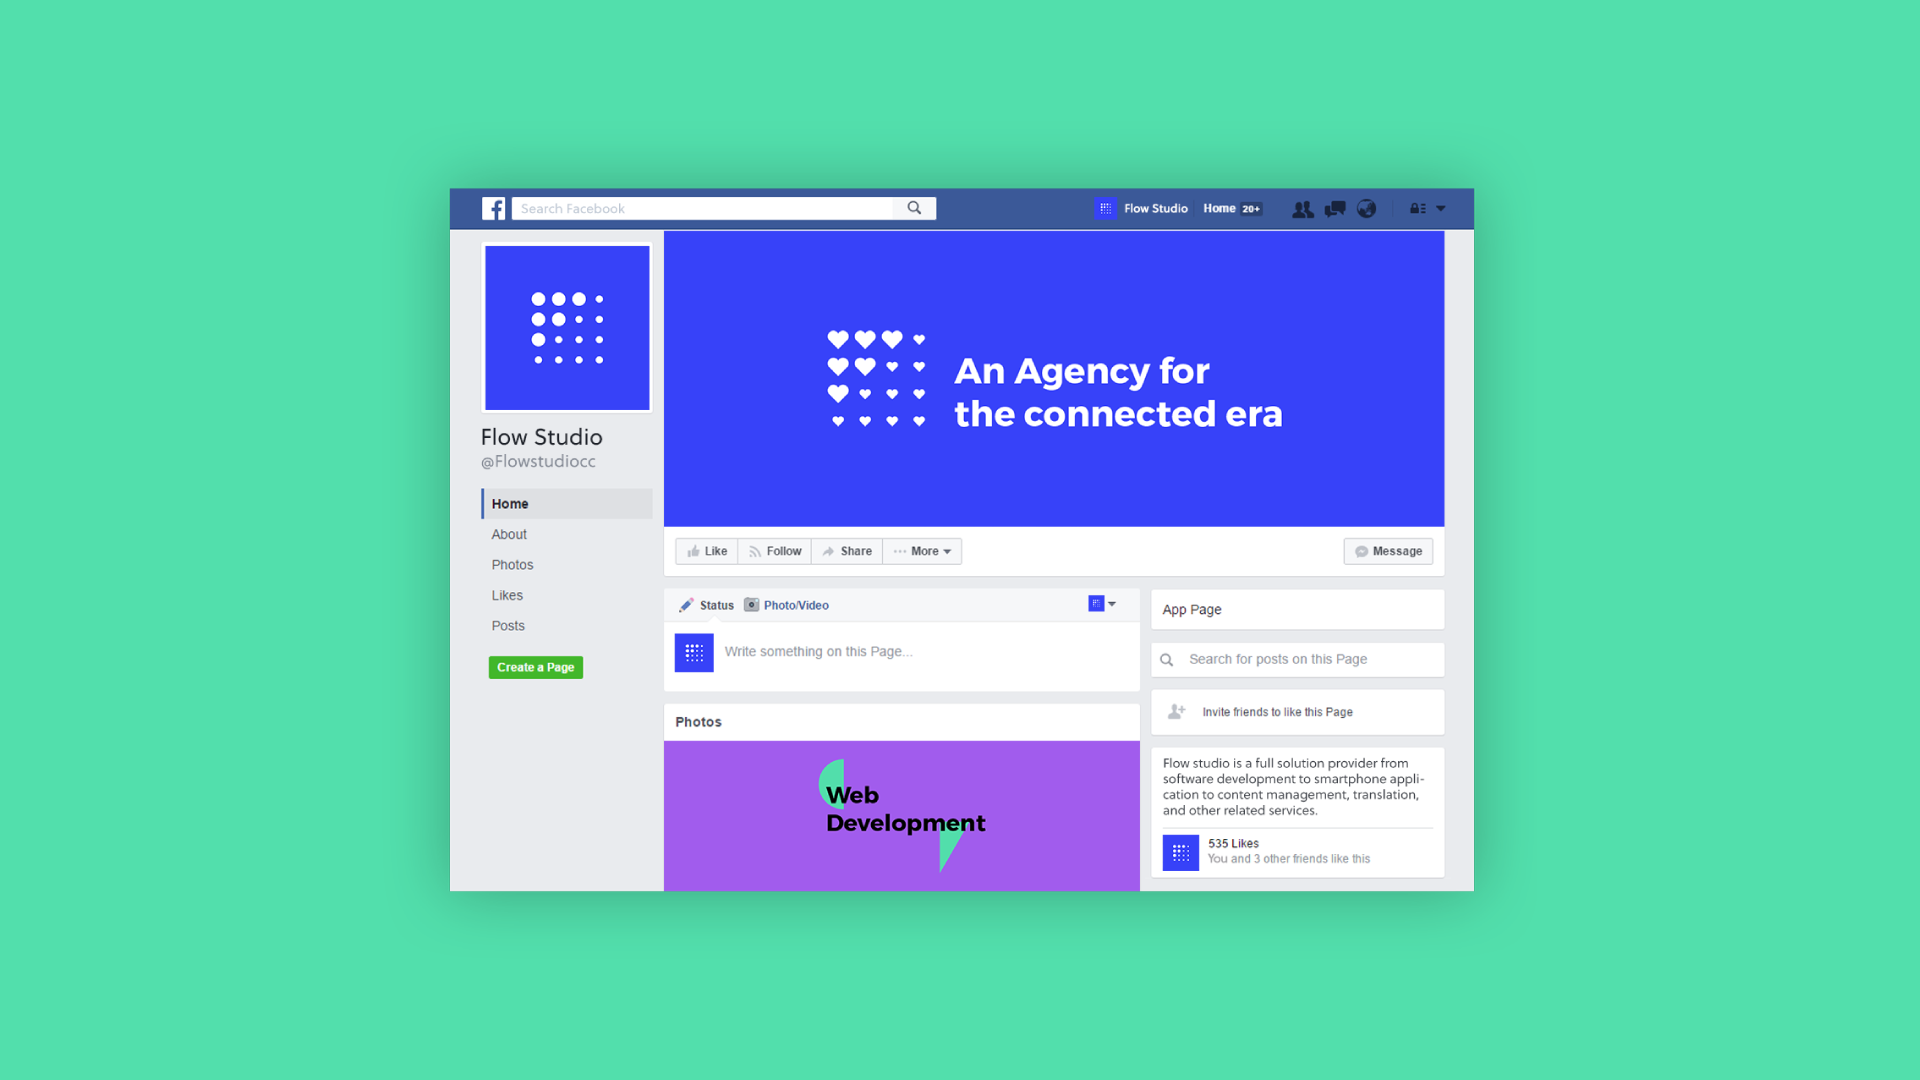 Search Facebook
Flow Studio
Home 20+
An Agency for
the connected era
Flow Studio
@Flowstudiocc
Home
About
Photos
Likes
Posts
Create a Page
Like
Follow
Share
More
Message
Status
Photo/Video
Write something on this Page...
Photos
Web
Development
App Page
Search for posts on this Page
Invite friends to like this Page
Flow studio is a full solution provider from
software development to smartphone appli-
cation to content management, translation,
and other related services.
535 Likes
You and 3 other friends like this